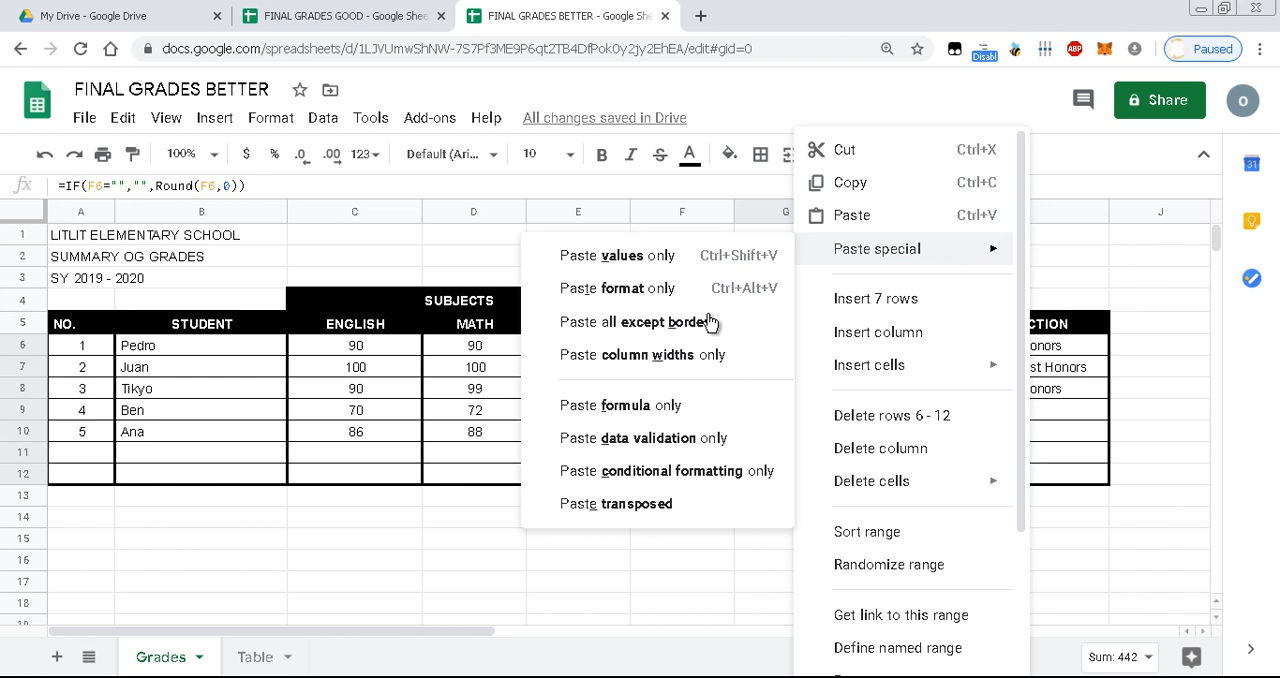 My Drive - Google Drive
FINAL GRADES GOOD - Google Shee
FINAL GRADES BETTER - Google She
docs.google.com/spreadsheets/d/1LJVUmwShNW-7S7Pf3ME9P6qt2TB4DfPok0y2jy2EhEA/edit#gid=0
Disabl
ABP
Paused
FINAL GRADES BETTER
Share
O
File Edit View Insert Format Data Tools Add-ons Help All changes saved in Drive
100% $ % .0 .00 123 Default (Ari... 10 B I S A
fx =IF(F6="","",Round(F6,0))
A B C D E F G J
1 LITLIT ELEMENTARY SCHOOL
2 SUMMARY OG GRADES
3 SY 2019 - 2020
4 SUBJECTS
5 NO. STUDENT ENGLISH MATH CTION
6 1 Pedro 90 90 onors
7 2 Juan 100 100 st Honors
8 3 Tikyo 90 99 onors
9 4 Ben 70 72
10 5 Ana 86 88
11
12
13
14
15
16
17
18
Cut Ctrl+X
Copy Ctrl+C
Paste Ctrl+V
Paste special
Insert 7 rows
Insert column
Insert cells
Delete rows 6 - 12
Delete column
Delete cells
Sort range
Randomize range
Get link to this range
Define named range
Paste values only Ctrl+Shift+V
Paste format only Ctrl+Alt+V
Paste all except
Paste column widths only
Paste formula only
Paste data validation only
Paste conditional formatting only
Paste transposed
31
Grades Table
Sum: 442